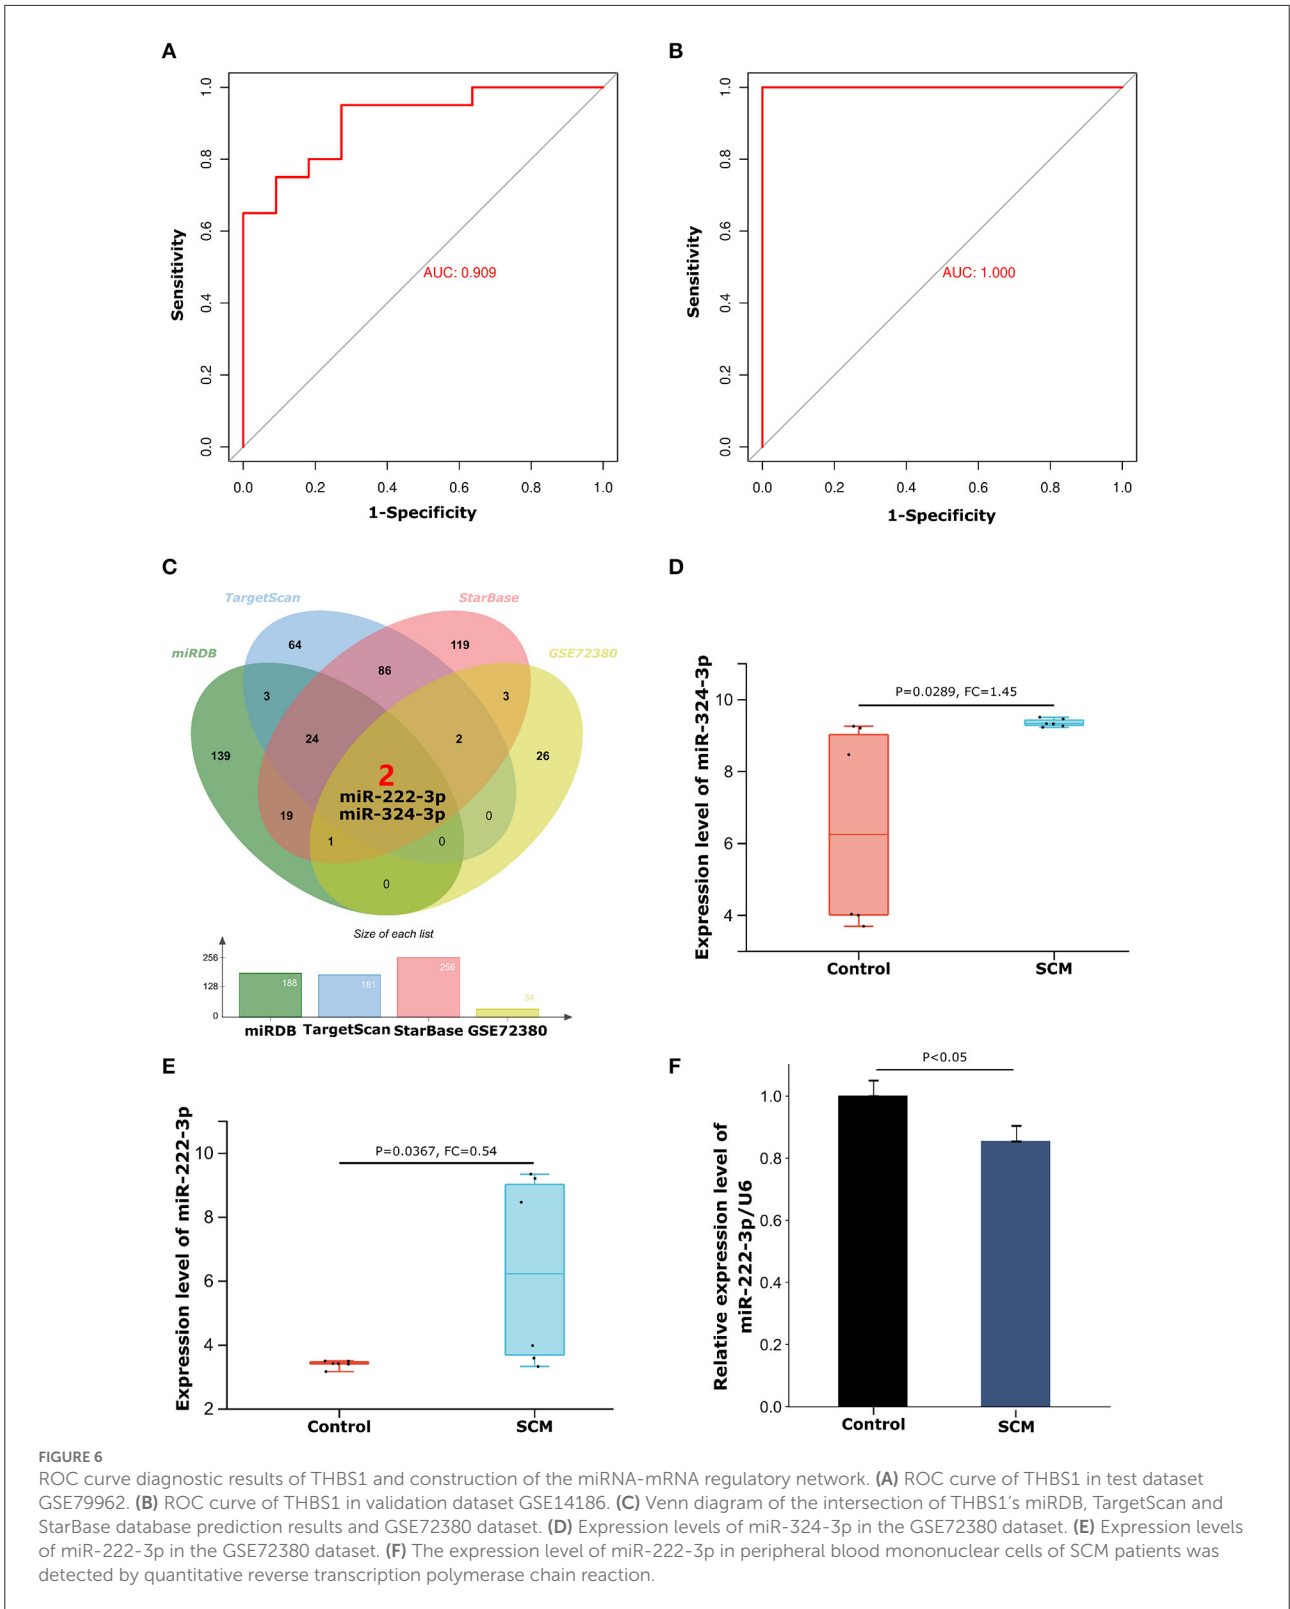 A
B
1.0
0.8
0.6
0.4
0.2
0.0
Sensitivity
AUC: 0.909
0.0 0.2 0.4 0.6 0.8 1.0
1-Specificity
1.0
0.8
0.6
0.4
0.2
0.0
Sensitivity
AUC: 1.000
0.0 0.2 0.4 0.6 0.8 1.0
1-Specificity
C
TargetScan
StarBase
miRDB
GSE72380
64
119
86
3
3
24
2
139
26
2
miR-222-3p
miR-324-3p
19
0
1
0
0
Size of each list
256
128
0
188
181
256
34
miRDB TargetScan StarBase GSE72380
D
Expression level of miR-324-3p
10
8
6
4
P=0.0289, FC=1.45
Control SCM
E
Expression level of miR-222-3p
10
8
6
4
2
P=0.0367, FC=0.54
Control SCM
F
Relative expression level of
miR-222-3p/U6
1.0
0.8
0.6
0.4
0.2
0.0
P<0.05
Control SCM
FIGURE 6
ROC curve diagnostic results of THBS1 and construction of the miRNA-mRNA regulatory network. (A) ROC curve of THBS1 in test dataset
GSE79962. (B) ROC curve of THBS1 in validation dataset GSE14186. (C) Venn diagram of the intersection of THBS1's miRDB, TargetScan and
StarBase database prediction results and GSE72380 dataset. (D) Expression levels of miR-324-3p in the GSE72380 dataset. (E) Expression levels
of miR-222-3p in the GSE72380 dataset. (F) The expression level of miR-222-3p in peripheral blood mononuclear cells of SCM patients was
detected by quantitative reverse transcription polymerase chain reaction.